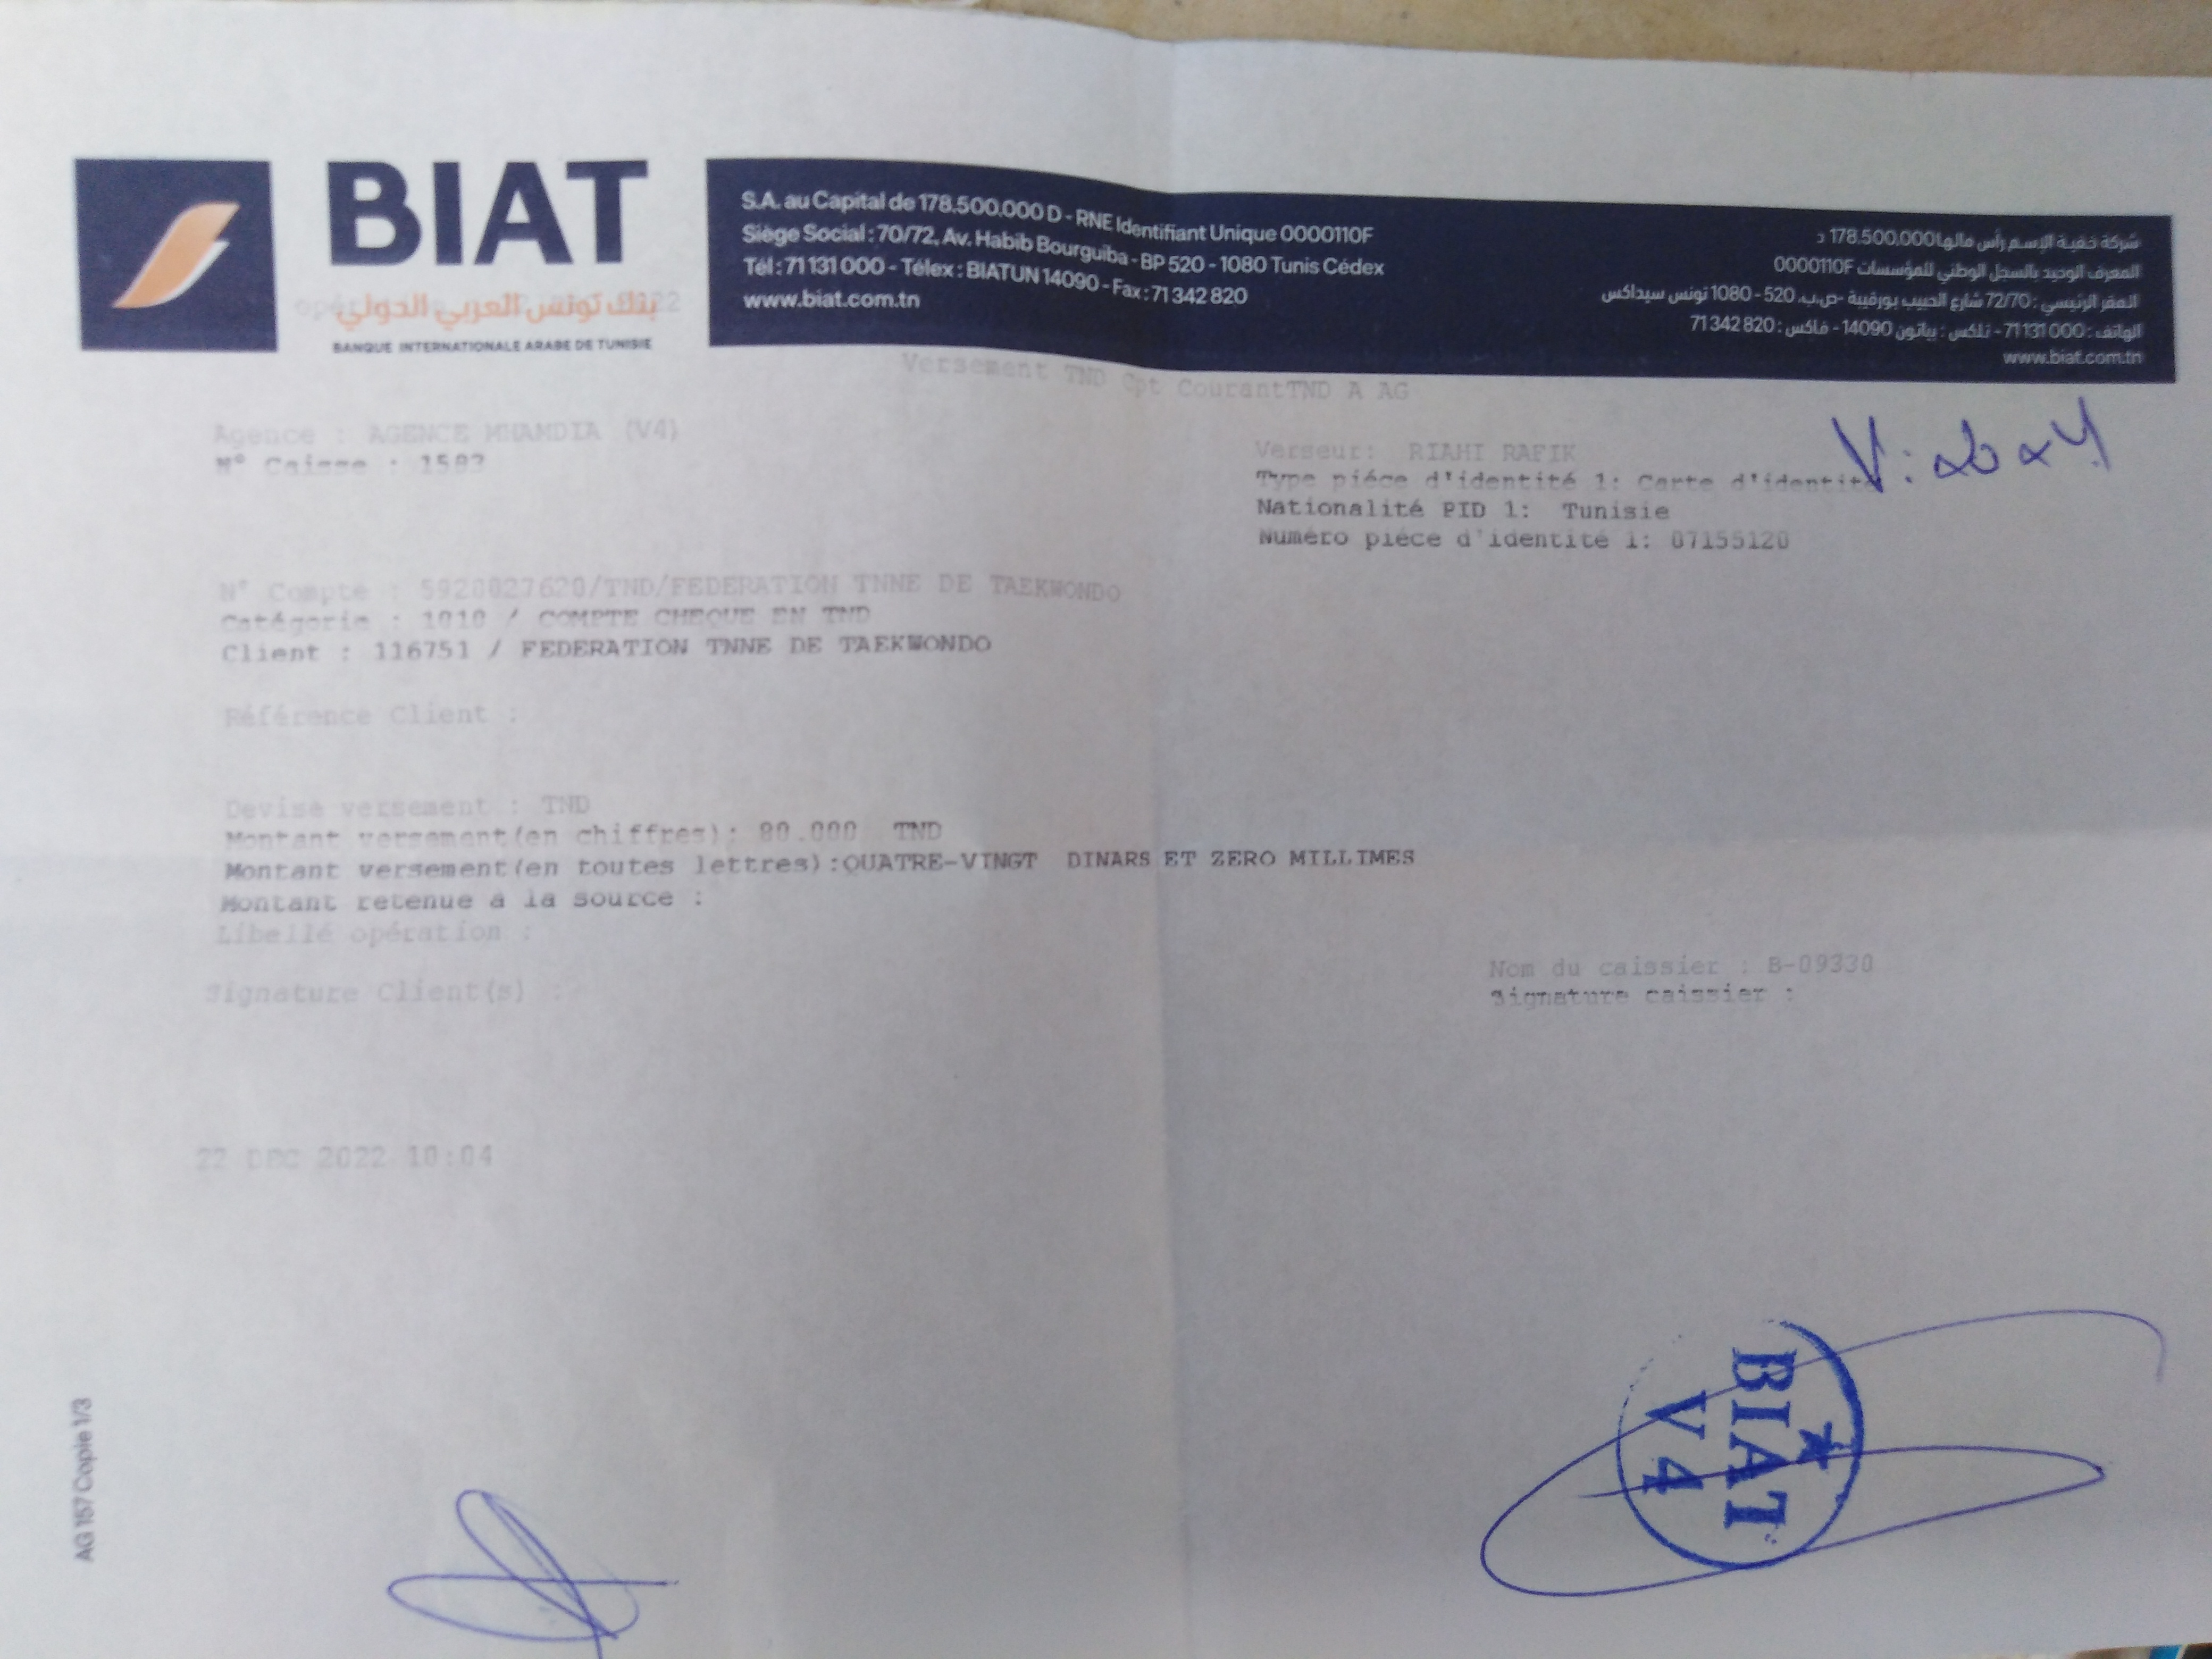 BIAT
بنك تونس العربي الدولي
BANQUE INTERNATIONALE ARABE DE TUNISIE
S.A. au Capital de 178.500.000 D - RNE Identifiant Unique 0000110F
Siège Social : 70/72, Av. Habib Bourguiba - BP 520 - 1080 Tunis Cédex
Tél : 71 131 000 - Télex : BIATUN 14090 - Fax : 71 342 820
www.biat.com.tn
شركة خفية الإسم رأس مالها 178.500.000 د
المعرف الوحيد بالسجل الوطني للمؤسسات 0000110F
المقر الرئيسي : 72/70 شارع الحبيب بورقيبة -ص.ب. 520 - 1080 تونس سيداكس
الهاتف : 000 131 71 - تلكس : بياتون 14090 - فاكس : 820 342 71
www.biat.com.tn
Versement TND Cpt CourantTND A AG
Agence : AGENCE MHAMDIA (V4)
N° Caisse : 1583
Verseur: RIAHI RAFIK
Type piéce d'identité 1: Carte d'identité
Nationalité PID 1: Tunisie
Numéro piéce d'identité 1: 07155120
N° Compte : 5920027620/TND/FEDERATION TNNE DE TAEKWONDO
Catégorie : 1010 / COMPTE CHEQUE EN TND
Client : 116751 / FEDERATION TNNE DE TAEKWONDO
Référence Client :
Devise versement : TND
Montant versement(en chiffres): 80.000 TND
Montant versement(en toutes lettres):QUATRE-VINGT DINARS ET ZERO MILLIMES
Montant retenue à la source :
Libellé opération :
Signature Client(s) :
Nom du caissier : B-09330
Signature caissier :
22 DEC 2022 10:04
AG 157 Copie 1/3
BIAT
V4